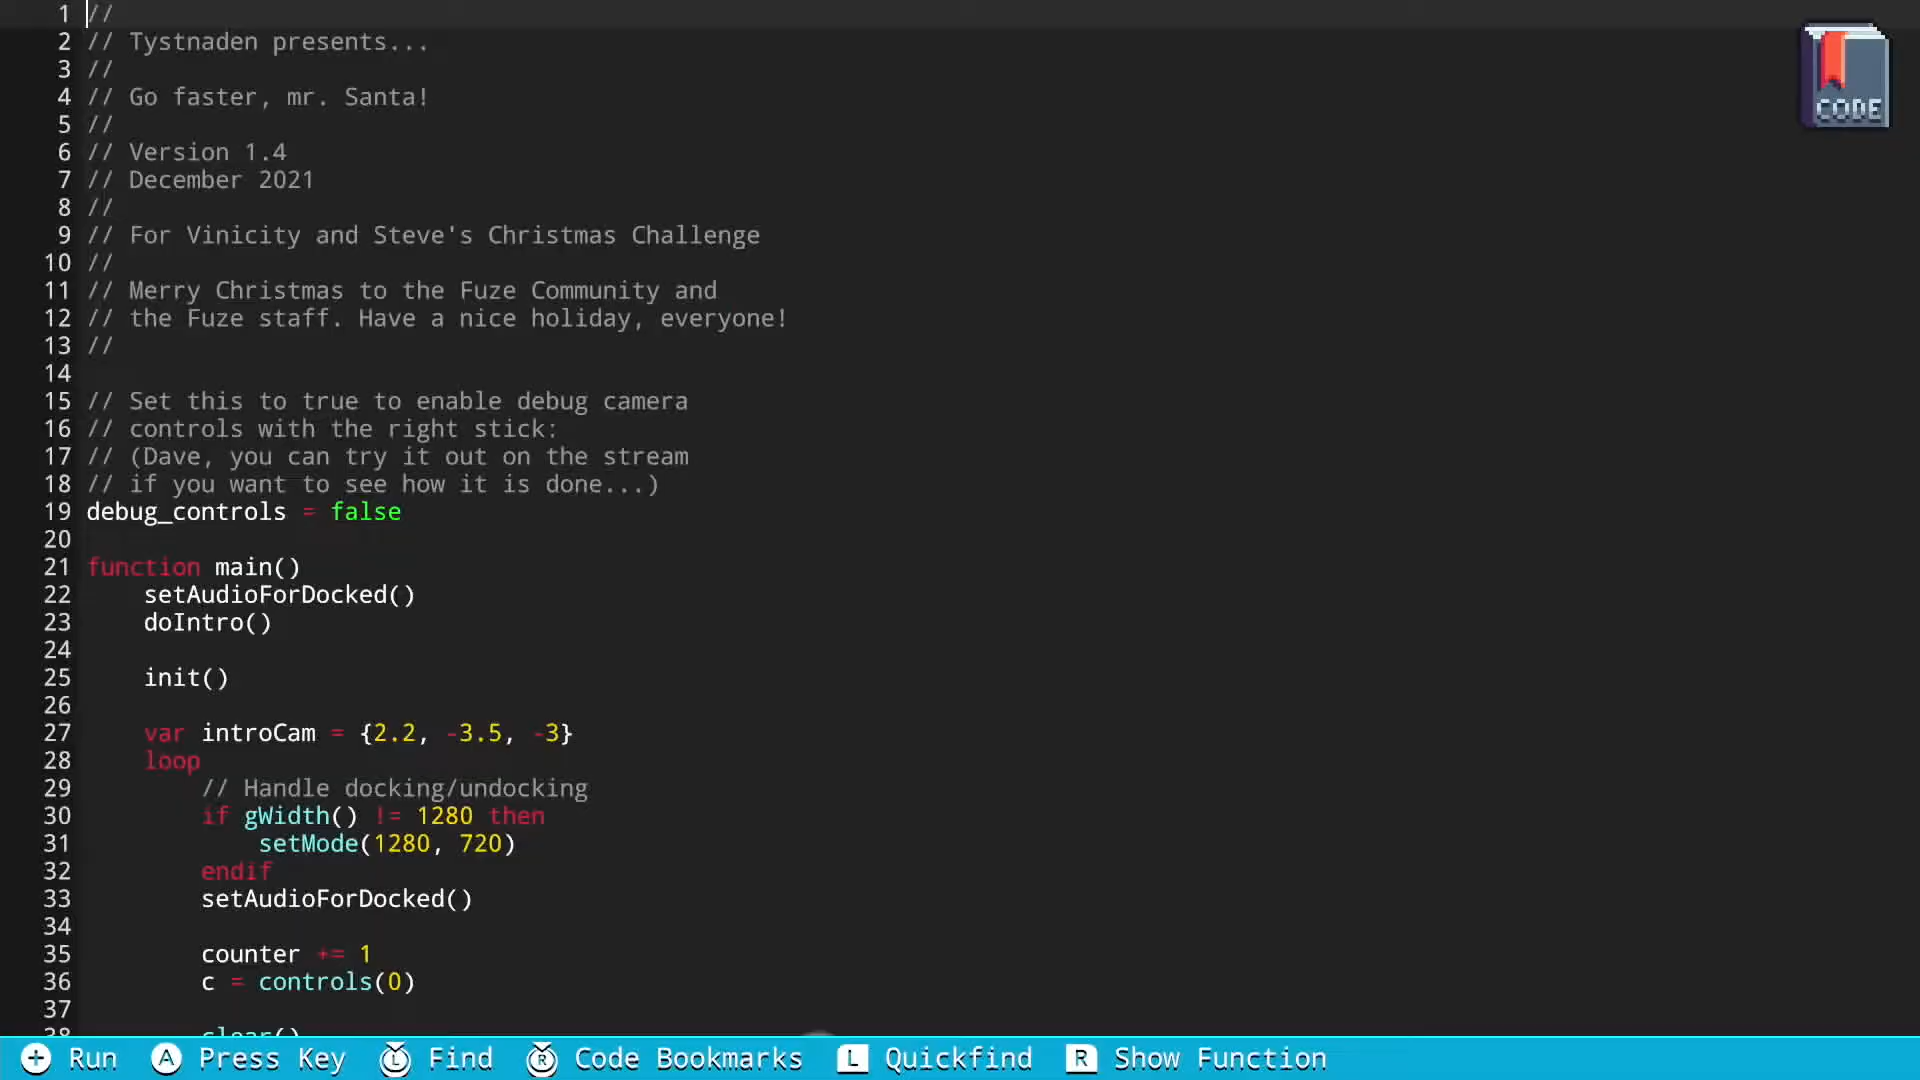 1 //
2 // Tystnaden presents...
3 //
4 // Go faster, mr. Santa!
5 //
6 // Version 1.4
7 // December 2021
8 //
9 // For Vinicity and Steve's Christmas Challenge
10 //
11 // Merry Christmas to the Fuze Community and
12 // the Fuze staff. Have a nice holiday, everyone!
13 //
14
15 // Set this to true to enable debug camera
16 // controls with the right stick:
17 // (Dave, you can try it out on the stream
18 // if you want to see how it is done...)
19 debug_controls = false
20
21 function main()
22 setAudioForDocked()
23 doIntro()
24
25 init()
26
27 var introCam = {2.2, -3.5, -3}
28 loop
29 // Handle docking/undocking
30 if gWidth() != 1280 then
31 setMode(1280, 720)
32 endif
33 setAudioForDocked()
34
35 counter += 1
36 c = controls(0)
37
38 clear()
CODE
+ Run A Press Key L Find R Code Bookmarks L Quickfind R Show Function